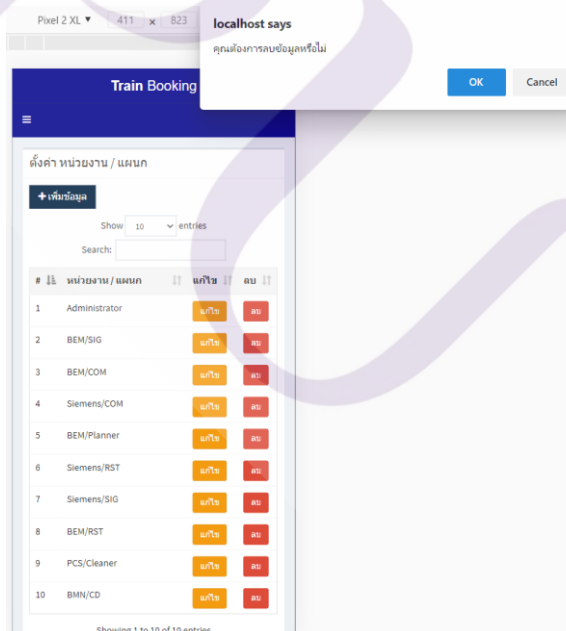 Pixel 2 XL ▼ 411 x 823
localhost says
คุณต้องการลบข้อมูลหรือไม่
OK Cancel
Train Booking
ตั้งค่า หน่วยงาน / แผนก
+ เพิ่มข้อมูล
Show 10 entries
Search:
# หน่วยงาน / แผนก แก้ไข ลบ
1 Administrator แก้ไข ลบ
2 BEM/SIG แก้ไข ลบ
3 BEM/COM แก้ไข ลบ
4 Siemens/COM แก้ไข ลบ
5 BEM/Planner แก้ไข ลบ
6 Siemens/RST แก้ไข ลบ
7 Siemens/SIG แก้ไข ลบ
8 BEM/RST แก้ไข ลบ
9 PCS/Cleaner แก้ไข ลบ
10 BMN/CD แก้ไข ลบ
Showing 1 to 10 of 10 entries